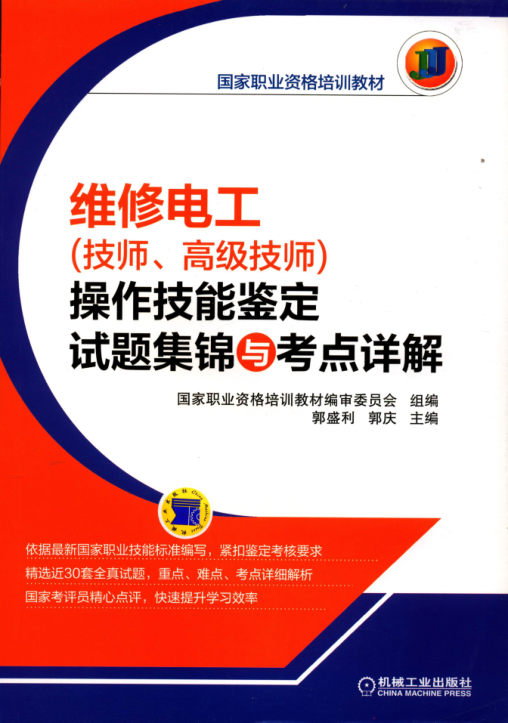 国家职业资格培训教材
维修电工
(技师、高级技师)
操作技能鉴定
试题集锦与考点详解
国家职业资格培训教材编审委员会 组编
郭盛利 郭庆 主编
依据最新国家职业技能标准编写，紧扣鉴定考核要求
精选近30套全真试题，重点、难点、考点详细解析
国家考评员精心点评，快速提升学习效率
机械工业出版社
CHINA MACHINE PRESS